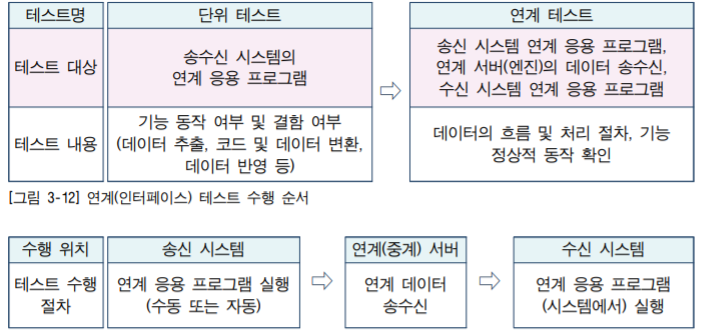 테스트명 단위 테스트 연계 테스트
테스트 대상
송수신 시스템의
연계 응용 프로그램
송신 시스템 연계 응용 프로그램,
연계 서버(엔진)의 데이터 송수신,
수신 시스템 연계 응용 프로그램
테스트 내용
기능 동작 여부 및 결함 여부
(데이터 추출, 코드 및 데이터 변환,
데이터 반영 등)
데이터의 흐름 및 처리 절차, 기능
정상적 동작 확인
[그림 3-12] 연계(인터페이스) 테스트 수행 순서
수행 위치 송신 시스템 연계(중계) 서버 수신 시스템
테스트 수행
절차
연계 응용 프로그램 실행
(수동 또는 자동)
연계 데이터
송수신
연계 응용 프로그램
(시스템에서) 실행